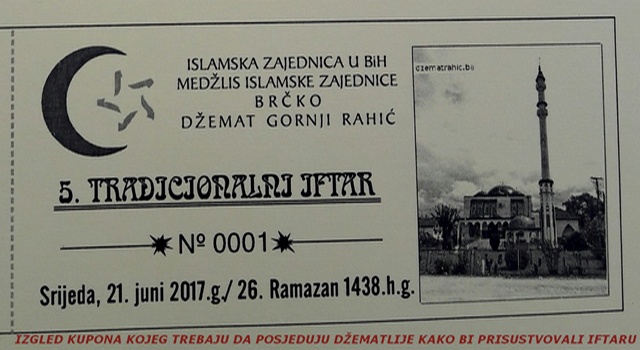 ISLAMSKA ZAJEDNICA U BiH
MEDŽLIS ISLAMSKE ZAJEDNICE
BRČKO
DŽEMAT GORNJI RAHIĆ
dzematrahic.ba
5. TRADICIONALNI IFTAR
Nº 0001
Srijeda, 21. juni 2017.g./ 26. Ramazan 1438.h.g.
IZGLED KUPONA KOJEG TREBAJU DA POSJEDUJU DŽEMATLIJE KAKO BI PRISUSTVOVALI IFTARU